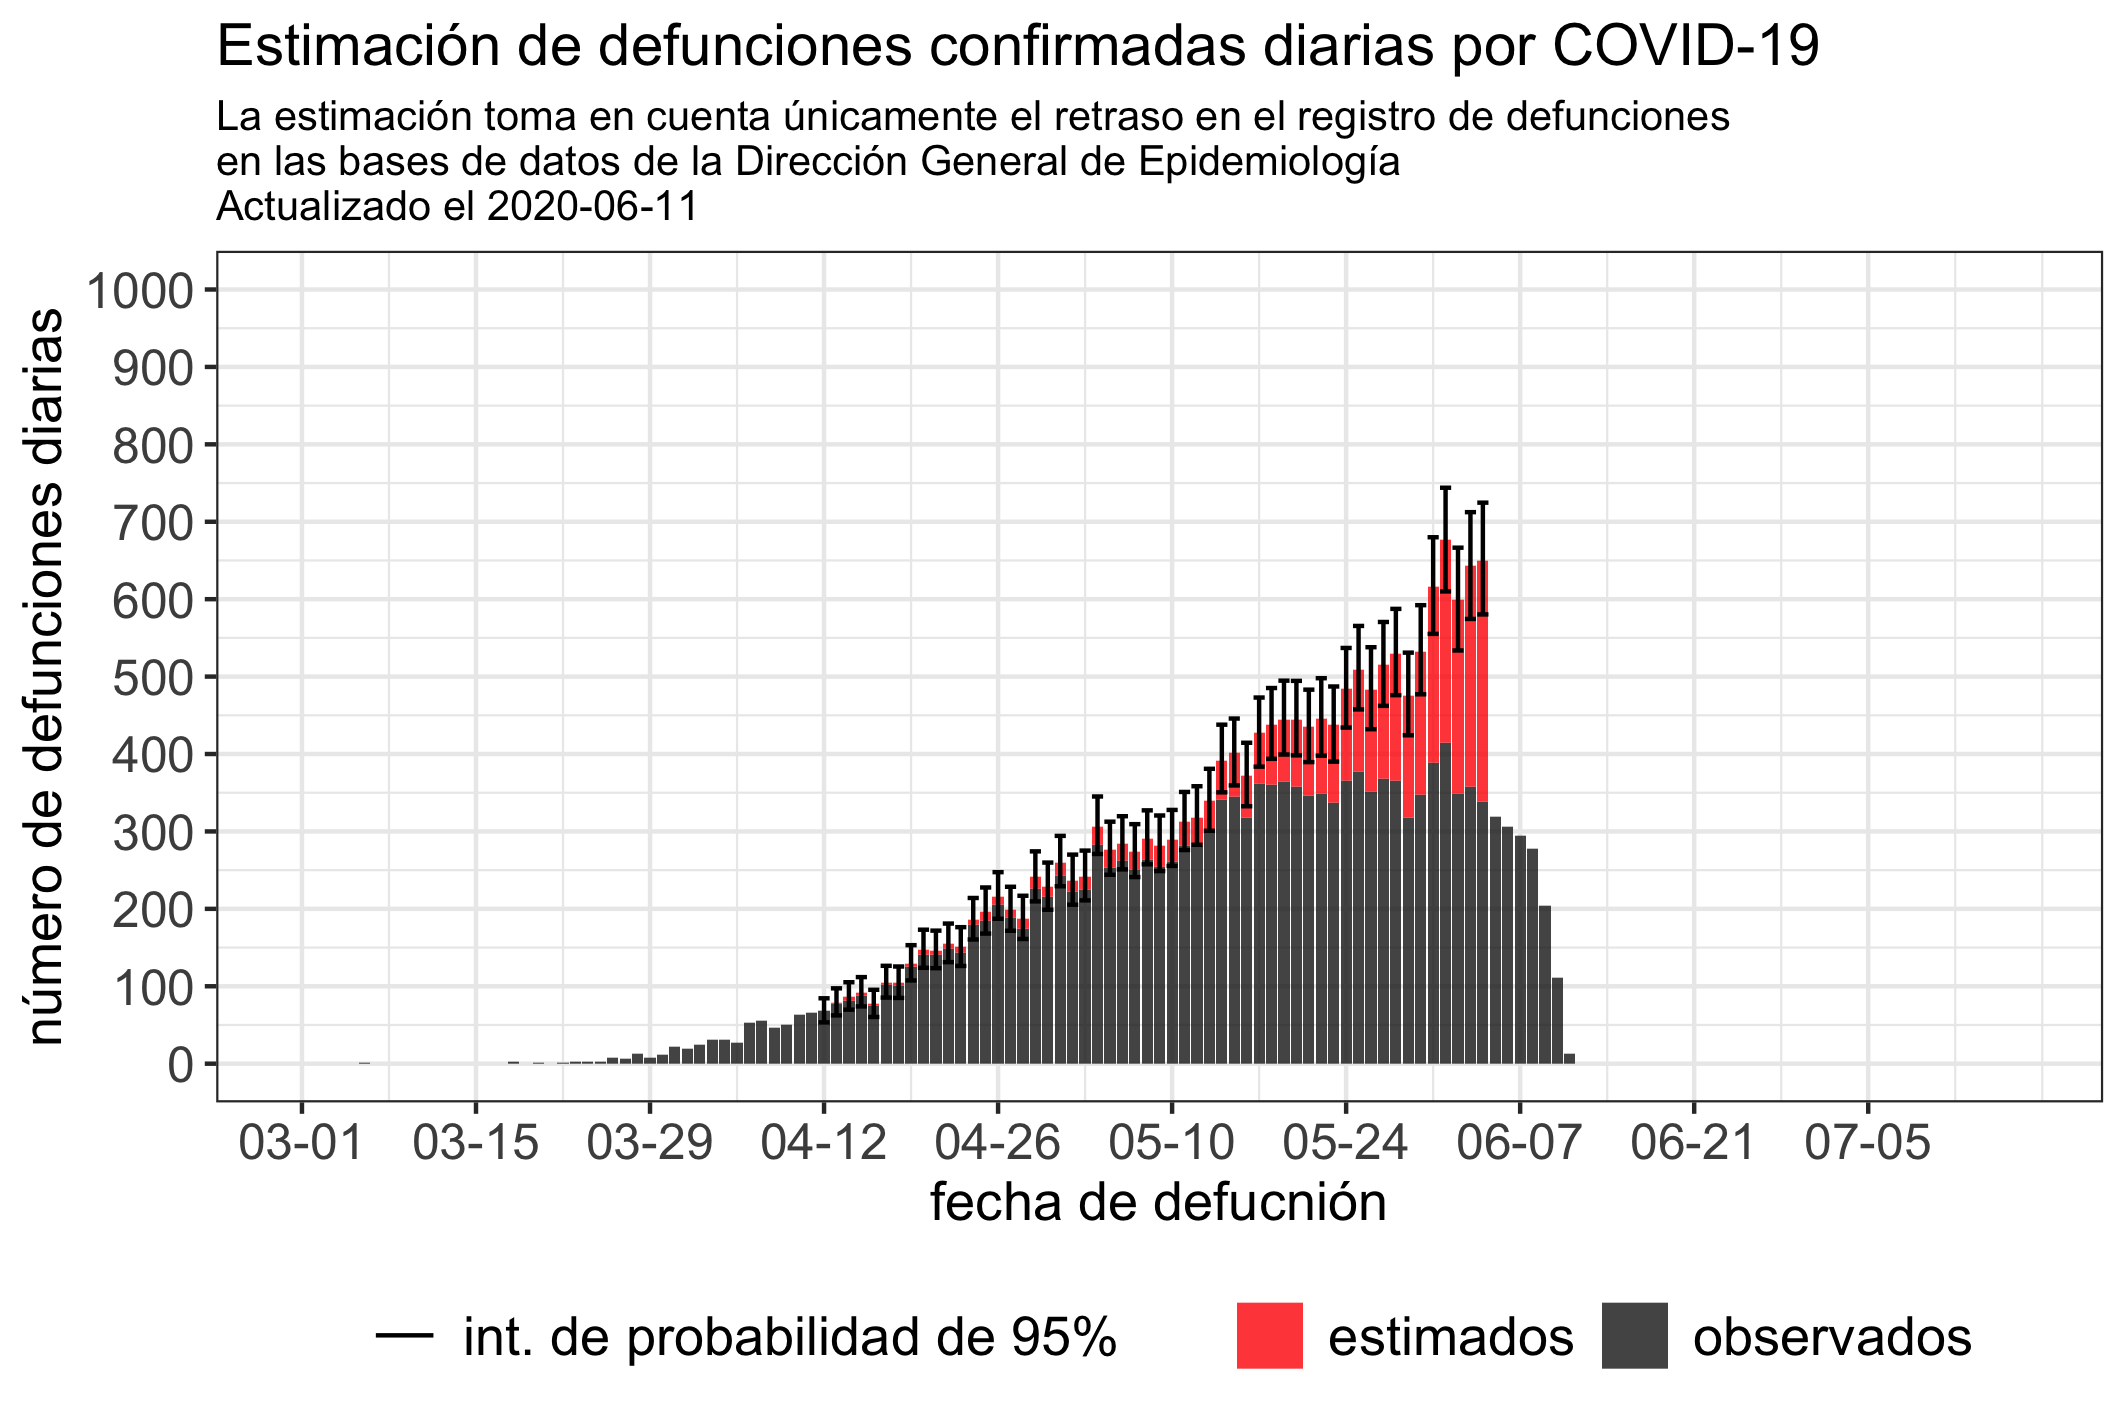 Estimación de defunciones confirmadas diarias por COVID-19
La estimación toma en cuenta únicamente el retraso en el registro de defunciones
en las bases de datos de la Dirección General de Epidemiología
Actualizado el 2020-06-11
número de defunciones diarias
1000
900
800
700
600
500
400
300
200
100
0
03-01 03-15 03-29 04-12 04-26 05-10 05-24 06-07 06-21 07-05
fecha de defucnión
int. de probabilidad de 95% estimados observados